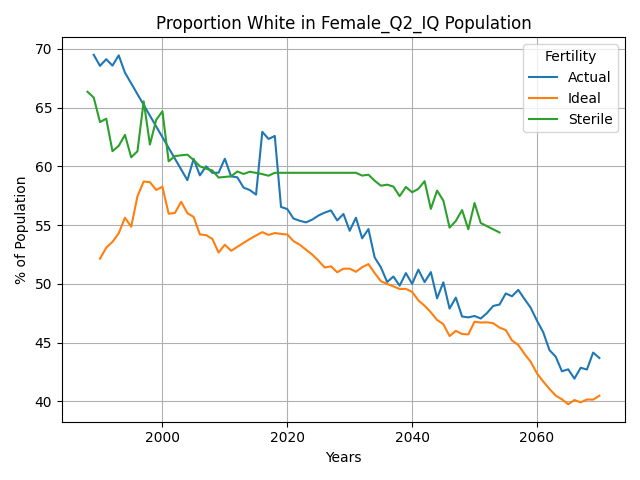 Proportion White in Female_Q2_IQ Population
70
65
60
55
50
45
40
% of Population
Fertility
Actual
Ideal
Sterile
2000
2020
2040
2060
Years